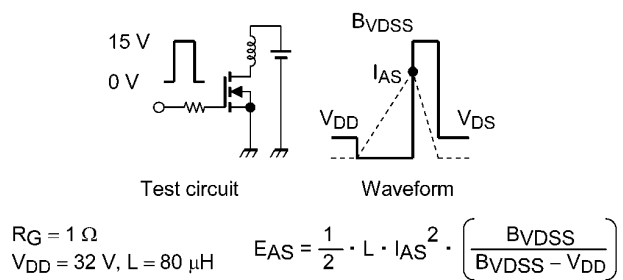 15 V
0 V
BVDSS
IAS
VDD
VDS
Test circuit
Waveform
RG = 1 Ω
VDD = 32 V, L = 80 μH
EAS = 1/2 · L · IAS² · (BVDSS / (BVDSS − VDD))